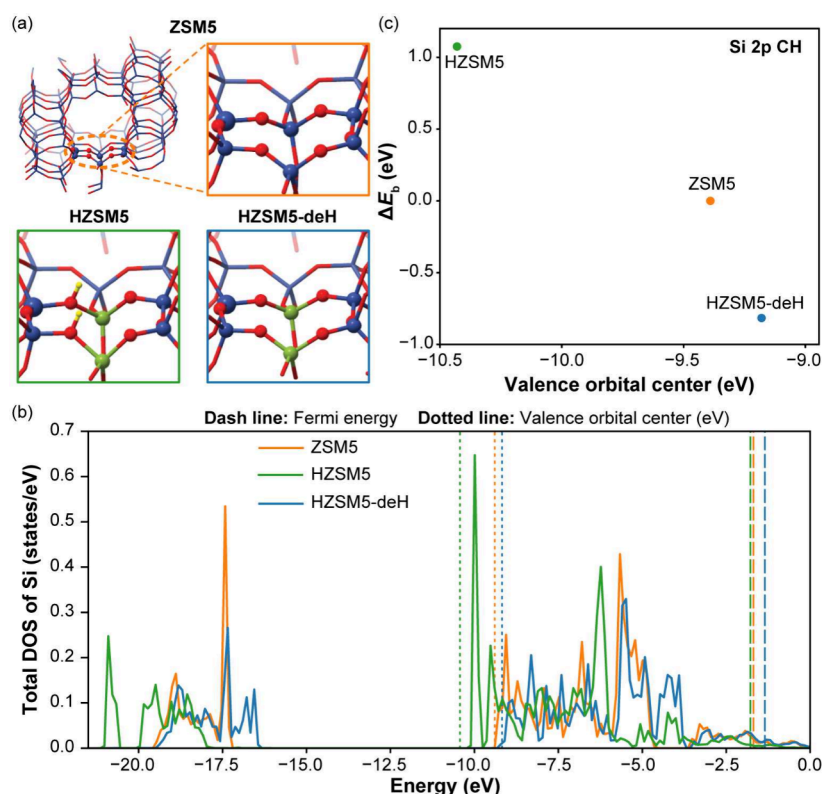 (a)
ZSM5
HZSM5
HZSM5-deH
(c)
Si 2p CH
HZSM5
ZSM5
HZSM5-deH
1.0
0.5
0.0
−0.5
−1.0
ΔE_b (eV)
−10.5 −10.0 −9.5 −9.0
Valence orbital center (eV)
(b)
Dash line: Fermi energy Dotted line: Valence orbital center (eV)
ZSM5
HZSM5
HZSM5-deH
0.7
0.6
0.5
0.4
0.3
0.2
0.1
0.0
Total DOS of Si (states/eV)
−20.0 −17.5 −15.0 −12.5 −10.0 −7.5 −5.0 −2.5 0.0
Energy (eV)